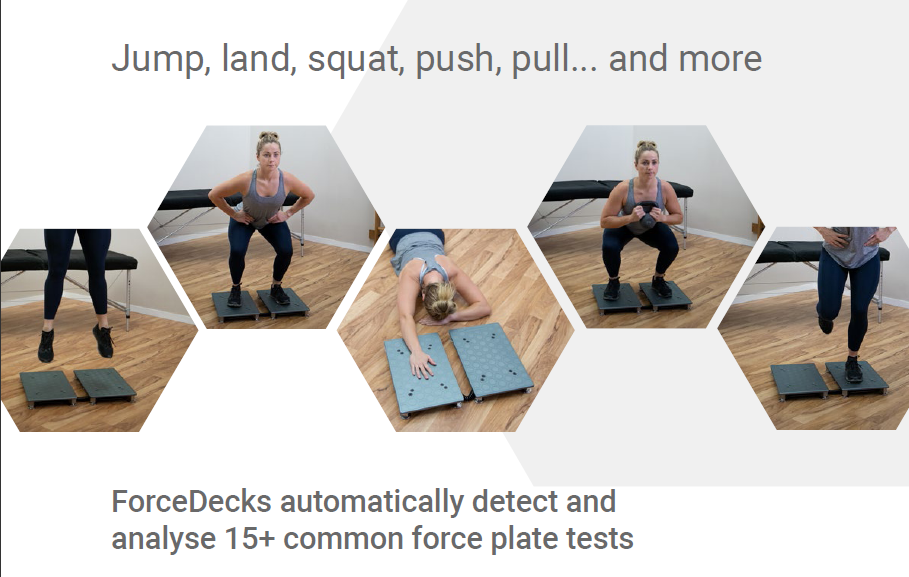 Jump, land, squat, push, pull... and more
ForceDecks automatically detect and
analyse 15+ common force plate tests